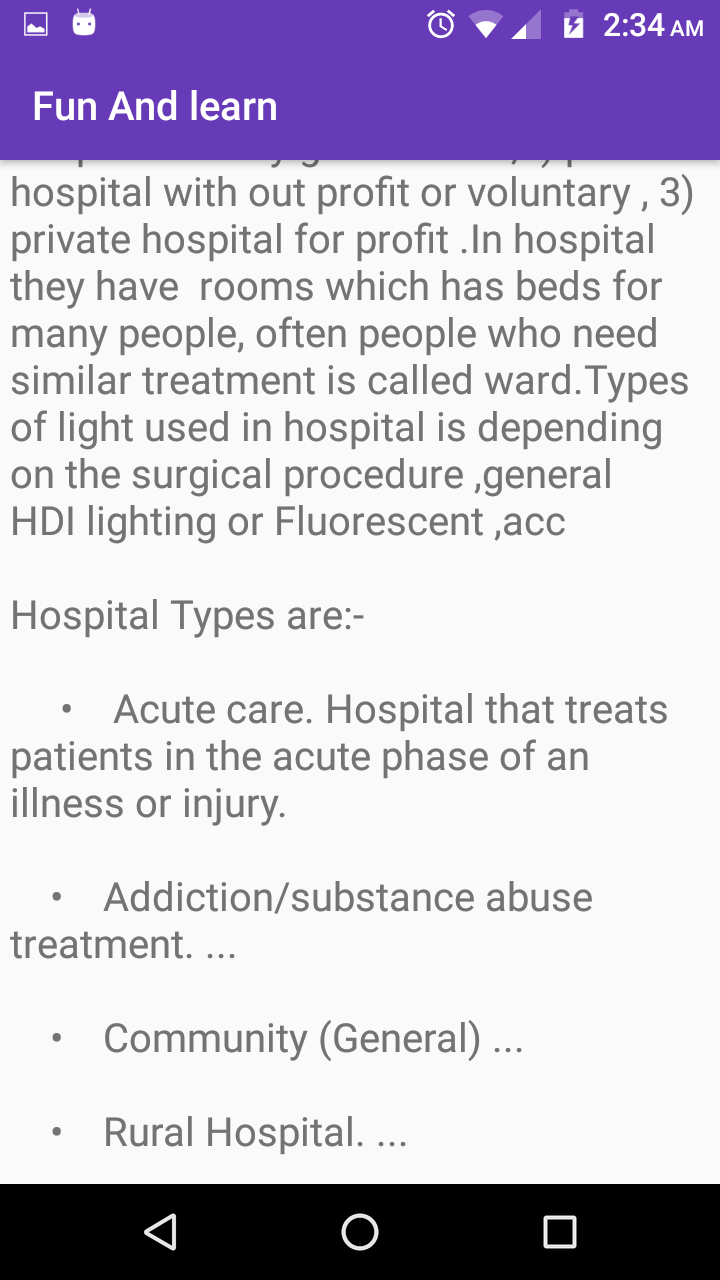 2:34 AM
Fun And learn
hospital with out profit or voluntary , 3)
private hospital for profit .In hospital
they have  rooms which has beds for
many people, often people who need
similar treatment is called ward.Types
of light used in hospital is depending
on the surgical procedure ,general
HDI lighting or Fluorescent ,acc
Hospital Types are:-
•    Acute care. Hospital that treats
patients in the acute phase of an
illness or injury.
•    Addiction/substance abuse
treatment. ...
•    Community (General) ...
•    Rural Hospital. ...